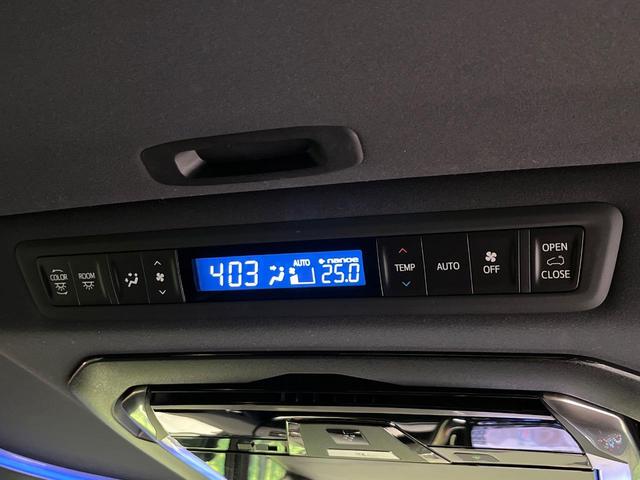 COLOR
ROOM
403
AUTO
nanoe
25.0
TEMP
AUTO
OFF
OPEN
CLOSE